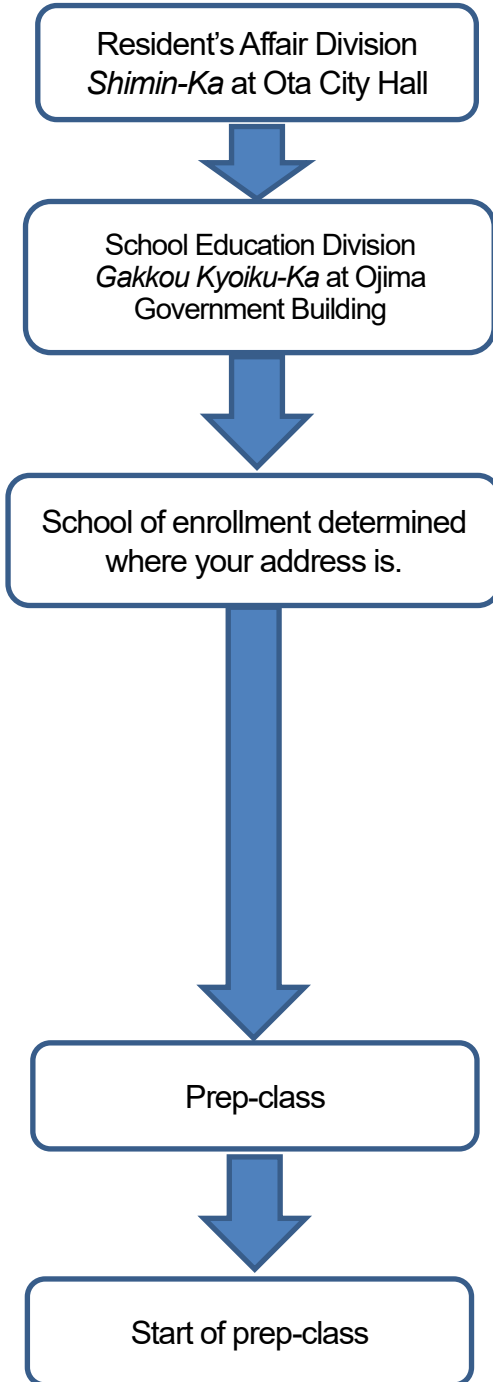 Resident’s Affair Division
Shimin-Ka at Ota City Hall
School Education Division
Gakkou Kyoiku-Ka at Ojima
Government Building
School of enrollment determined
where your address is.
Prep-class
Start of prep-class